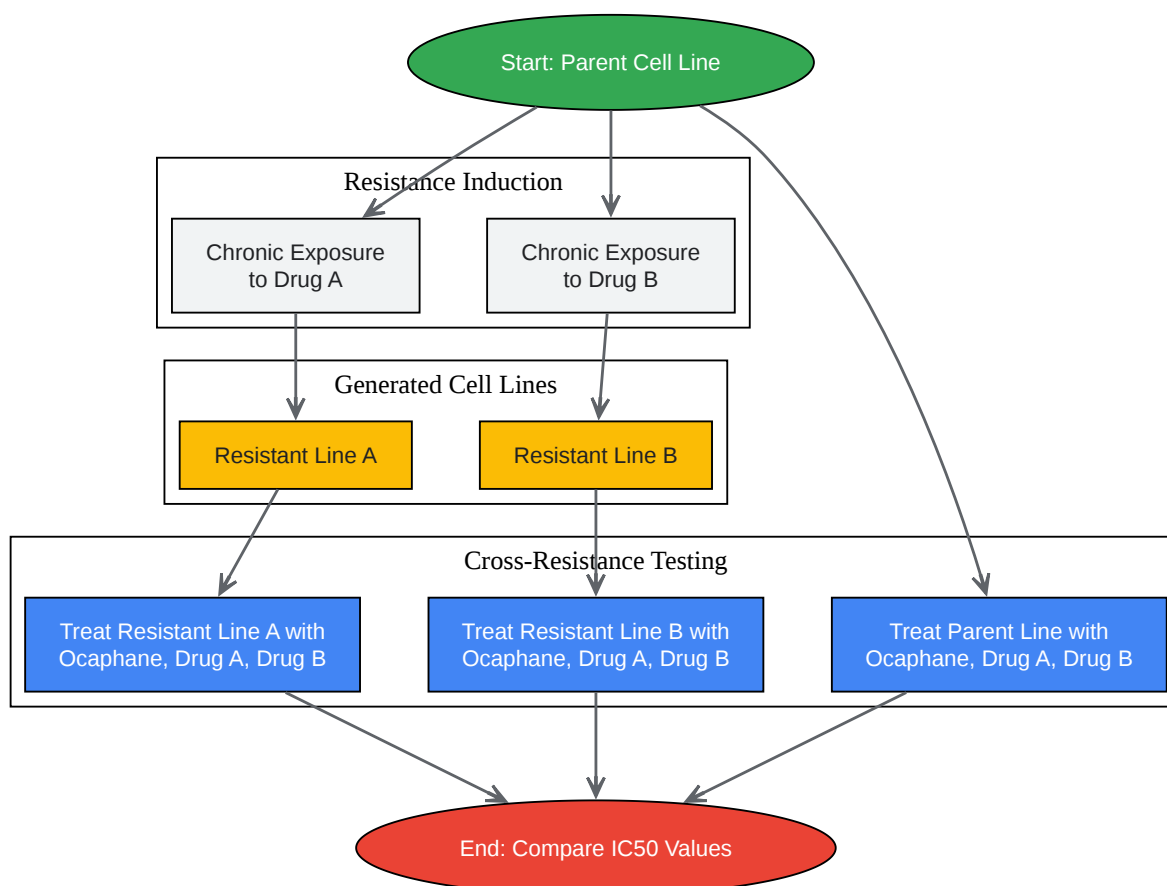 Start: Parent Cell Line
Resistance Induction
Chronic Exposure
to Drug A
Chronic Exposure
to Drug B
Generated Cell Lines
Resistant Line A
Resistant Line B
Cross-Resistance Testing
Treat Resistant Line A with
Ocaphane, Drug A, Drug B
Treat Resistant Line B with
Ocaphane, Drug A, Drug B
Treat Parent Line with
Ocaphane, Drug A, Drug B
End: Compare IC50 Values